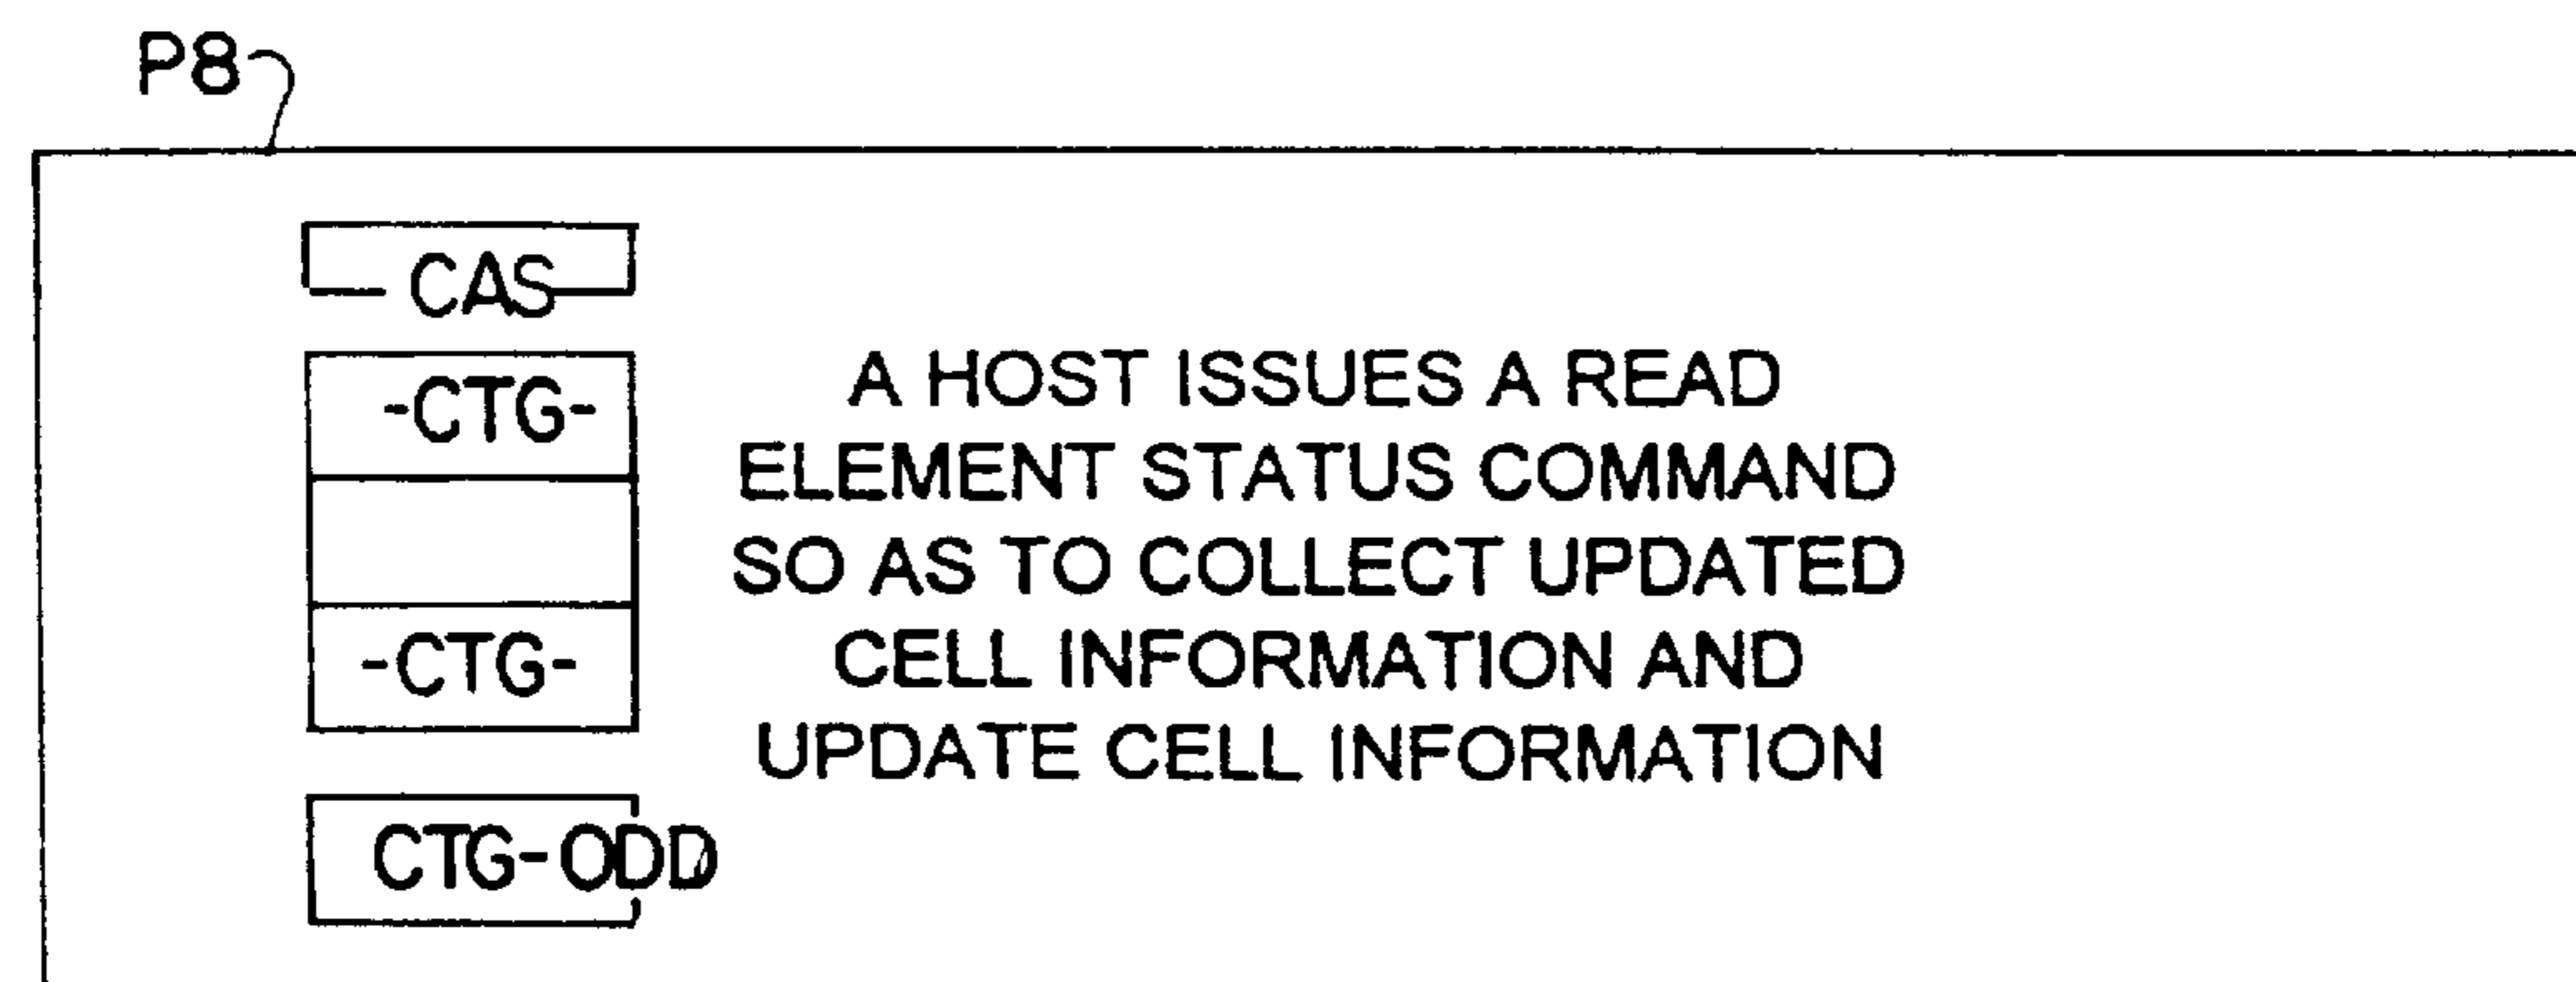 P8
CAS
-CTG-
-CTG-
CTG-ODD
A HOST ISSUES A READ
ELEMENT STATUS COMMAND
SO AS TO COLLECT UPDATED
CELL INFORMATION AND
UPDATE CELL INFORMATION